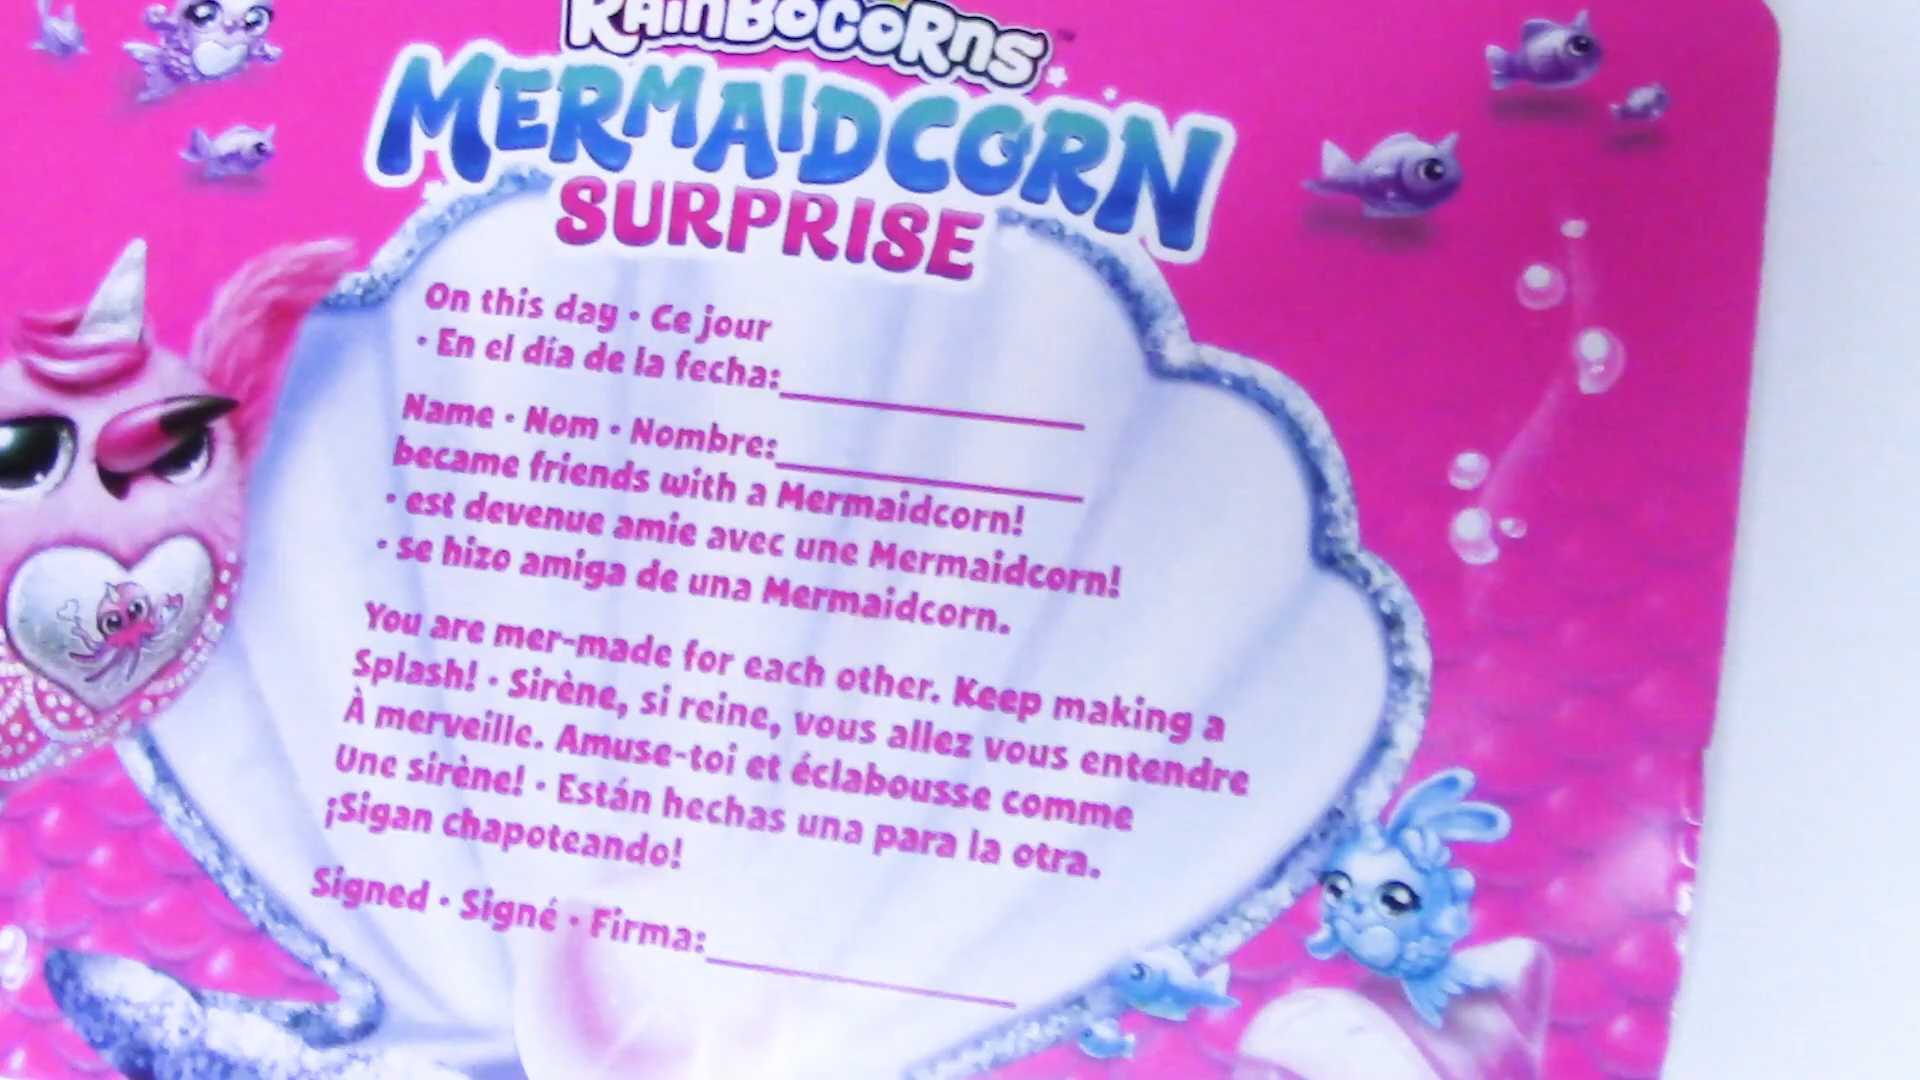 RAINBOCORNS™
MERMAIDCORN
SURPRISE
On this day · Ce jour
· En el día de la fecha:
Name · Nom · Nombre:
became friends with a Mermaidcorn!
· est devenue amie avec une Mermaidcorn!
· se hizo amiga de una Mermaidcorn.
You are mer-made for each other. Keep making a
Splash! · Sirène, si reine, vous allez vous entendre
À merveille. Amuse-toi et éclabousse comme
Une sirène! · Están hechas una para la otra.
¡Sigan chapoteando!
Signed · Signé · Firma: